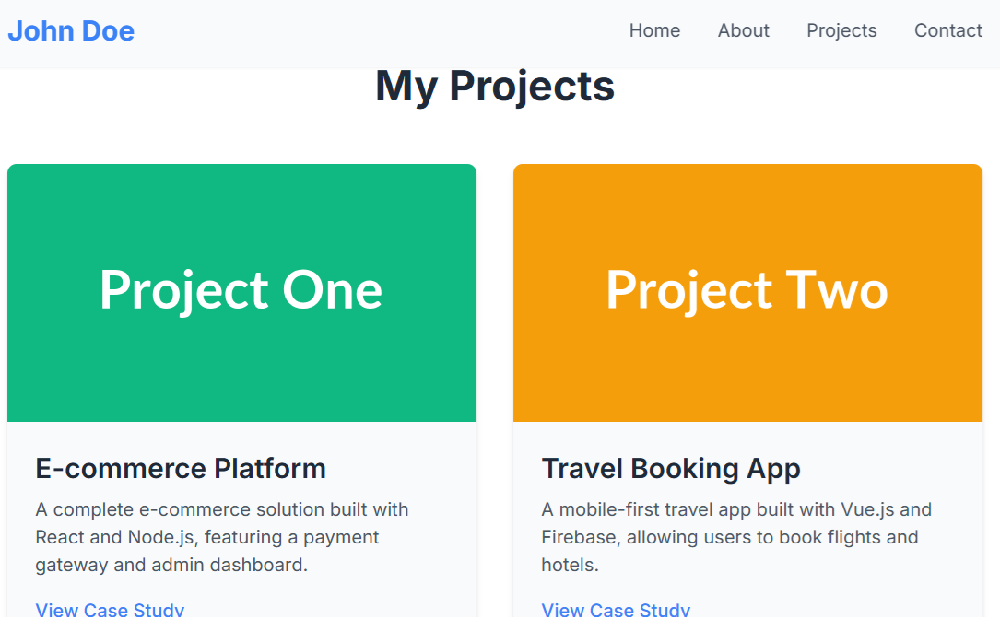 John Doe
Home About Projects Contact
My Projects
Project One
Project Two
E-commerce Platform
A complete e-commerce solution built with
React and Node.js, featuring a payment
gateway and admin dashboard.
View Case Study
Travel Booking App
A mobile-first travel app built with Vue.js and
Firebase, allowing users to book flights and
hotels.
View Case Study